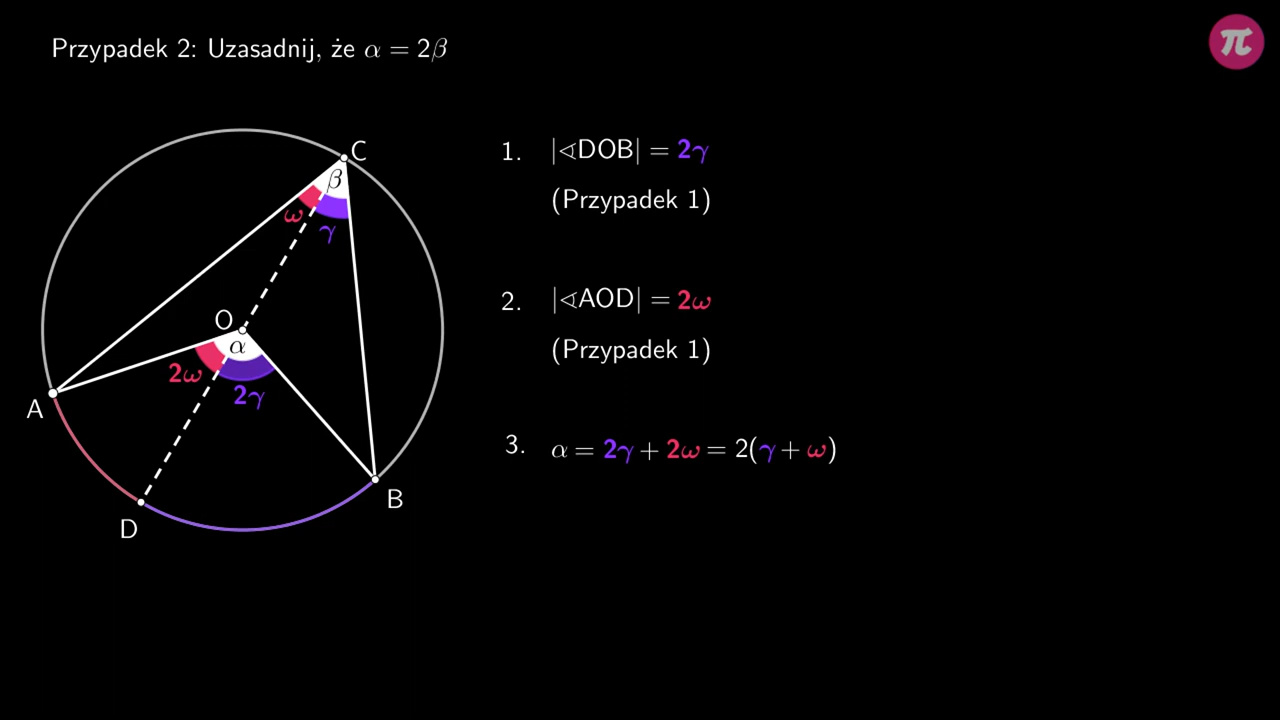 Przypadek 2: Uzasadnij, że α = 2β
π
C
β
ω
γ
O
α
2ω
2γ
A
B
D
1. |∢DOB| = 2γ
(Przypadek 1)
2. |∢AOD| = 2ω
(Przypadek 1)
3. α = 2γ + 2ω = 2(γ + ω)